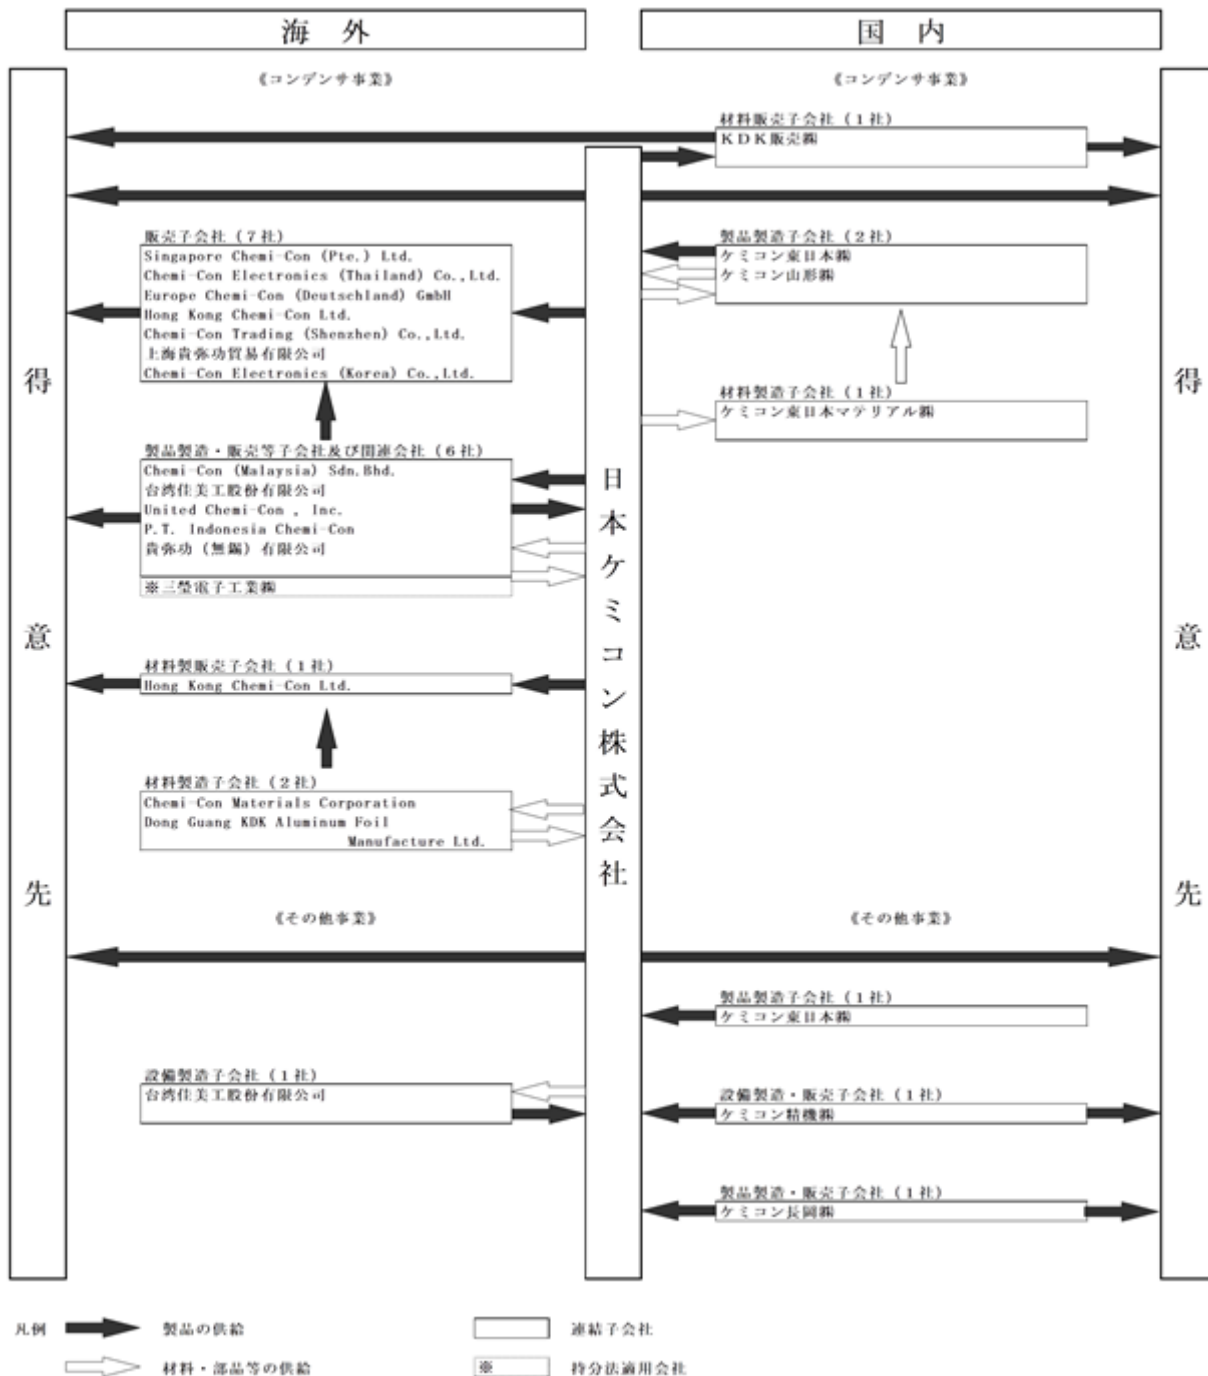 海 外
国 内
《コンデンサ事業》
《コンデンサ事業》
材料販売子会社（1社）
KDK販売㈱
販売子会社（7社）
Singapore Chemi-Con (Pte.) Ltd.
Chemi-Con Electronics (Thailand) Co.,Ltd.
Europe Chemi-Con (Deutschland) GmbH
Hong Kong Chemi-Con Ltd.
Chemi-Con Trading (Shenzhen) Co.,Ltd.
上海貴弥功貿易有限公司
Chemi-Con Electronics (Korea) Co.,Ltd.
製品製造子会社（2社）
ケミコン東日本㈱
ケミコン山形㈱
材料製造子会社（1社）
ケミコン東日本マテリアル㈱
製品製造・販売等子会社及び関連会社（6社）
Chemi-Con (Malaysia) Sdn.Bhd.
台湾佳美工股份有限公司
United Chemi-Con , Inc.
P.T. Indonesia Chemi-Con
貴弥功（無錫）有限公司
※三瑩電子工業㈱
材料製販売子会社（1社）
Hong Kong Chemi-Con Ltd.
材料製造子会社（2社）
Chemi-Con Materials Corporation
Dong Guang KDK Aluminum Foil
Manufacture Ltd.
得意先
日本ケミコン株式会社
得意先
《その他事業》
《その他事業》
製品製造子会社（1社）
ケミコン東日本㈱
設備製造子会社（1社）
台湾佳美工股份有限公司
設備製造・販売子会社（1社）
ケミコン精機㈱
製品製造・販売子会社（1社）
ケミコン長岡㈱
凡例
製品の供給
連結子会社
材料・部品等の供給
※
持分法適用会社